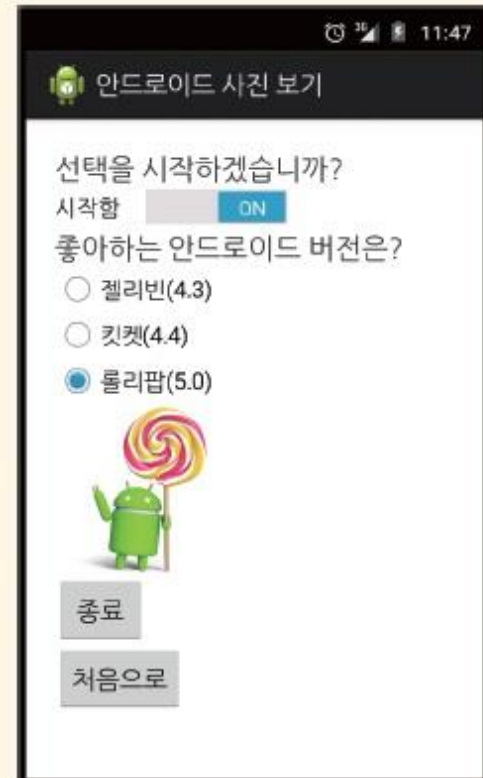 3G 11:47
안드로이드 사진 보기
선택을 시작하겠습니까?
시작함 ON
좋아하는 안드로이드 버전은?
젤리빈(4.3)
킷켓(4.4)
롤리팝(5.0)
종료
처음으로